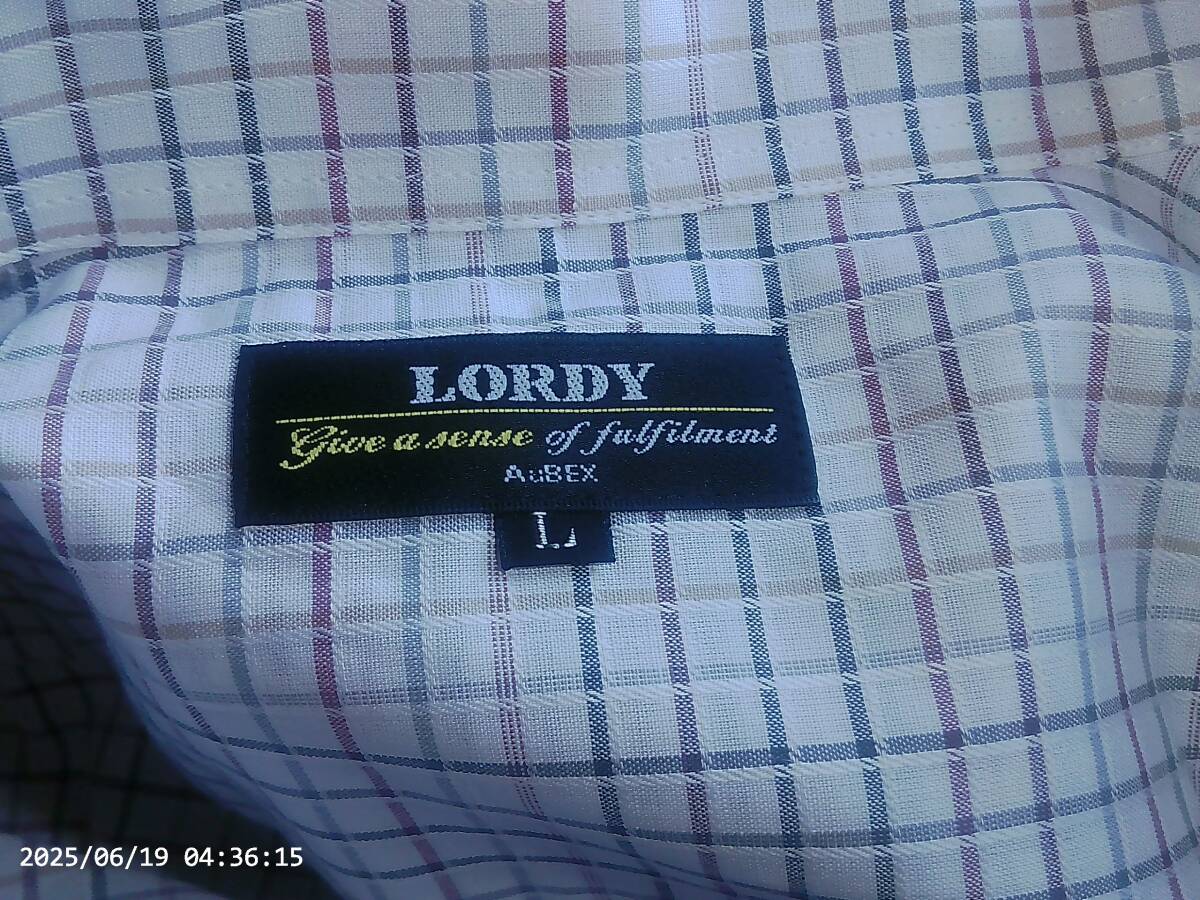 LORDY
Give a sense of fulfilment
AuBEX
L
2025/06/19 04:36:15